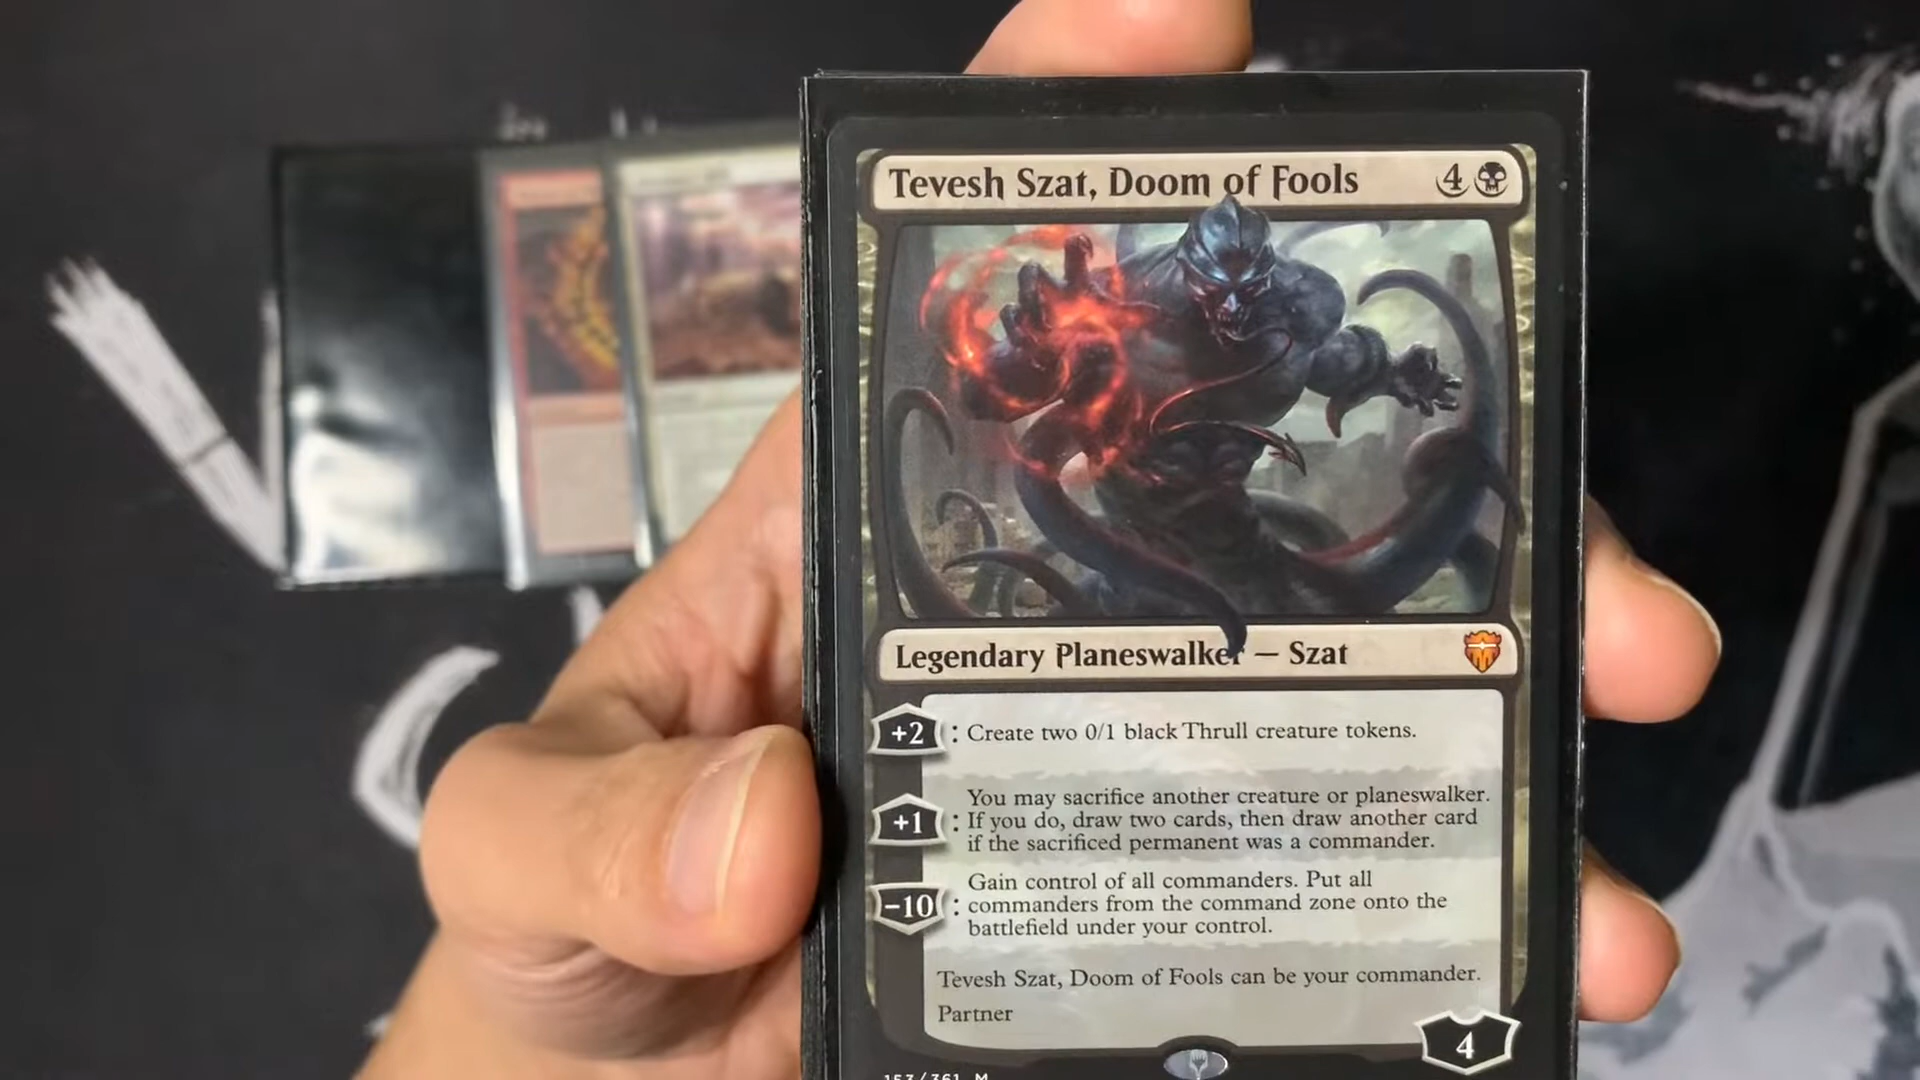 Tevesh Szat, Doom of Fools 4
Legendary Planeswalker — Szat
+2 : Create two 0/1 black Thrull creature tokens.
You may sacrifice another creature or planeswalker.
+1 : If you do, draw two cards, then draw another card
if the sacrificed permanent was a commander.
Gain control of all commanders. Put all
−10 : commanders from the command zone onto the
battlefield under your control.
Tevesh Szat, Doom of Fools can be your commander.
Partner
4
153/361 M